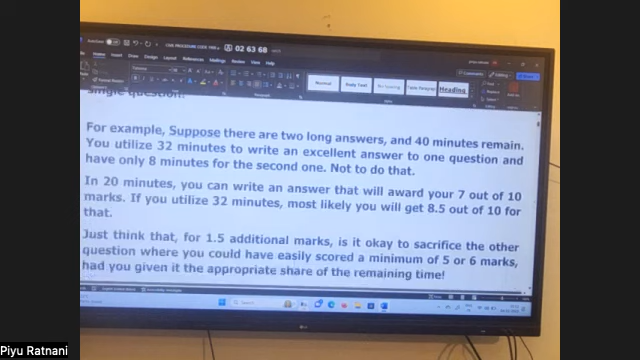 02 63 68
Normal
Body Text
Table Paragraph
Heading
single question!
For example, Suppose there are two long answers, and 40 minutes remain.
You utilize 32 minutes to write an excellent answer to one question and
have only 8 minutes for the second one. Not to do that.
In 20 minutes, you can write an answer that will award your 7 out of 10
marks. If you utilize 32 minutes, most likely you will get 8.5 out of 10 for
that.
Just think that, for 1.5 additional marks, is it okay to sacrifice the other
question where you could have easily scored a minimum of 5 or 6 marks,
had you given it the appropriate share of the remaining time!
LG
Piyu Ratnani